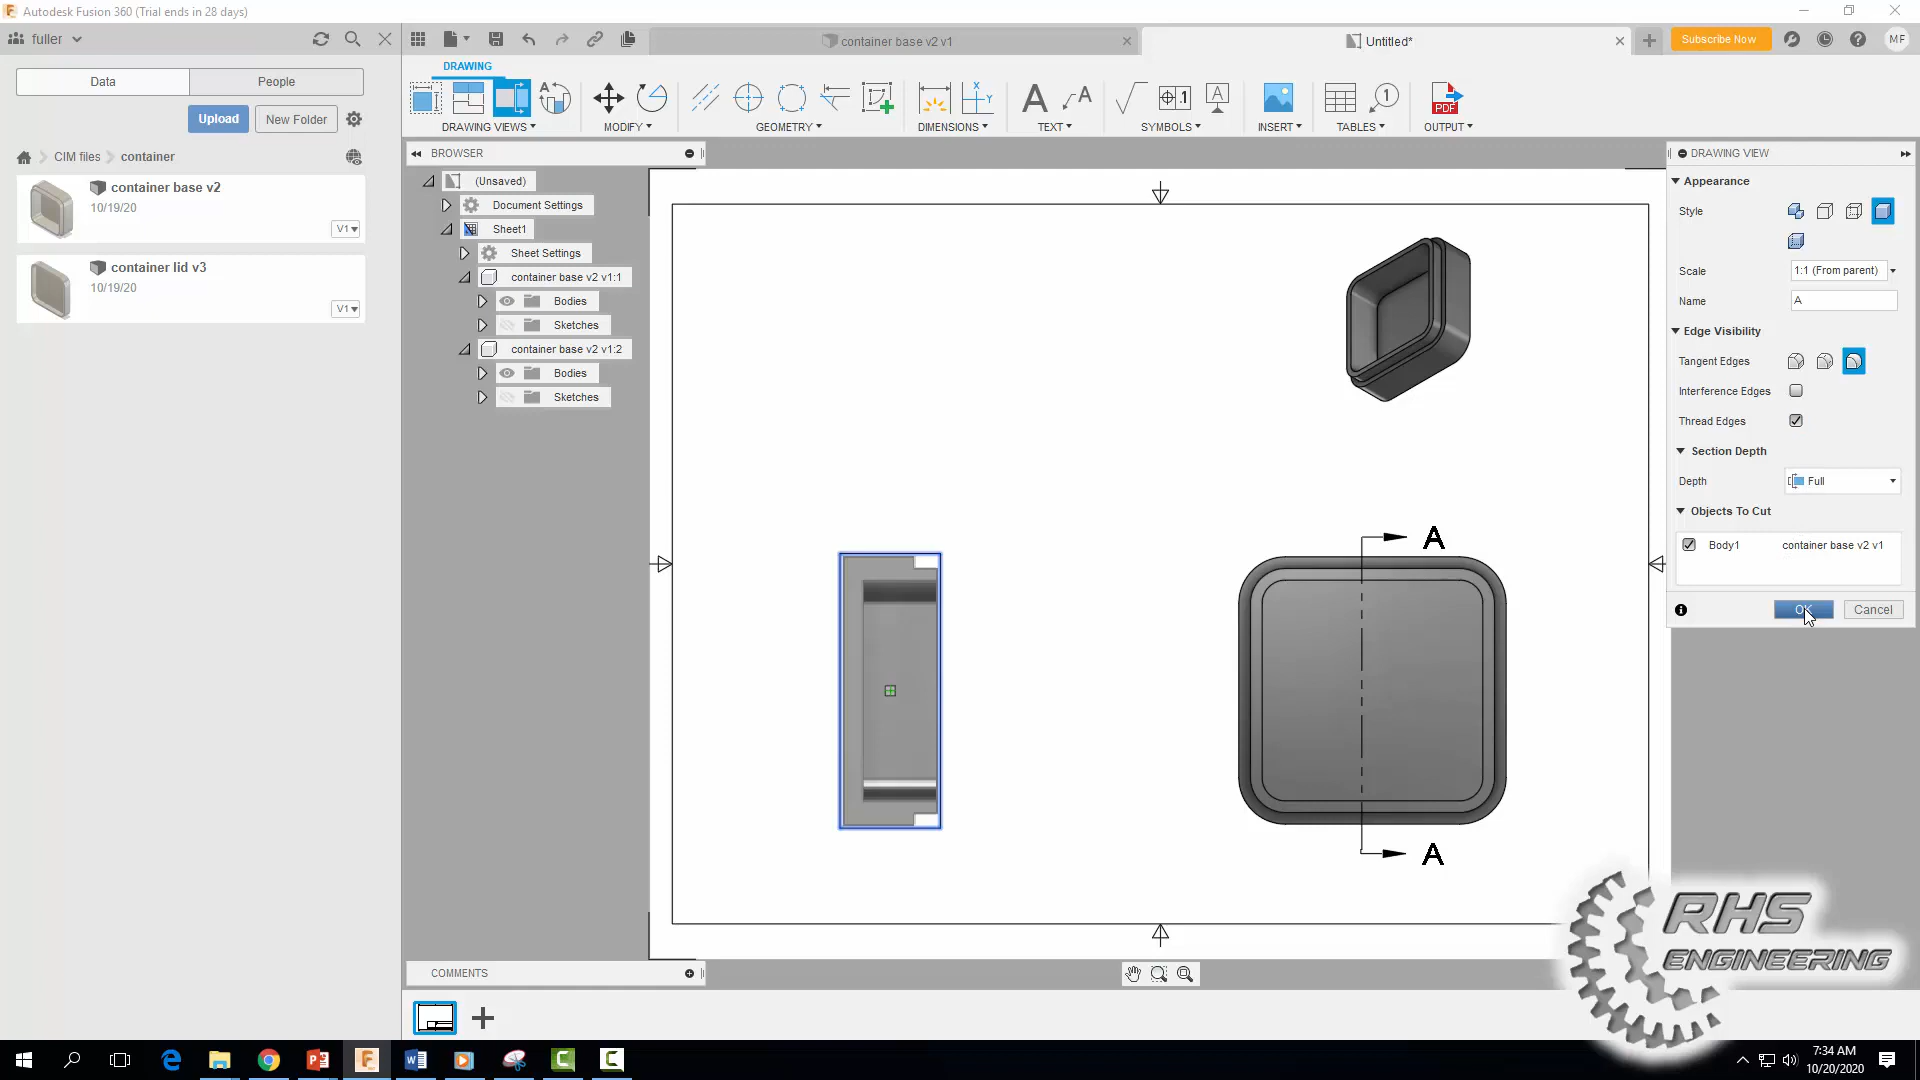 Autodesk Fusion 360 (Trial ends in 28 days)
fuller
container base v2 v1
Untitled*
Subscribe Now
MF
Data
People
Upload
New Folder
CIM files
container
container base v2
10/19/20
V1
container lid v3
10/19/20
V1
DRAWING
DRAWING VIEWS
MODIFY
GEOMETRY
DIMENSIONS
TEXT
SYMBOLS
INSERT
TABLES
OUTPUT
PDF
BROWSER
(Unsaved)
Document Settings
Sheet1
Sheet Settings
container base v2 v1:1
Bodies
Sketches
container base v2 v1:2
Bodies
Sketches
A
A
DRAWING VIEW
Appearance
Style
Scale
1:1 (From parent)
Name
A
Edge Visibility
Tangent Edges
Interference Edges
Thread Edges
Section Depth
Depth
Full
Objects To Cut
Body1
container base v2 v1
OK
Cancel
COMMENTS
RHS
ENGINEERING
7:34 AM
10/20/2020